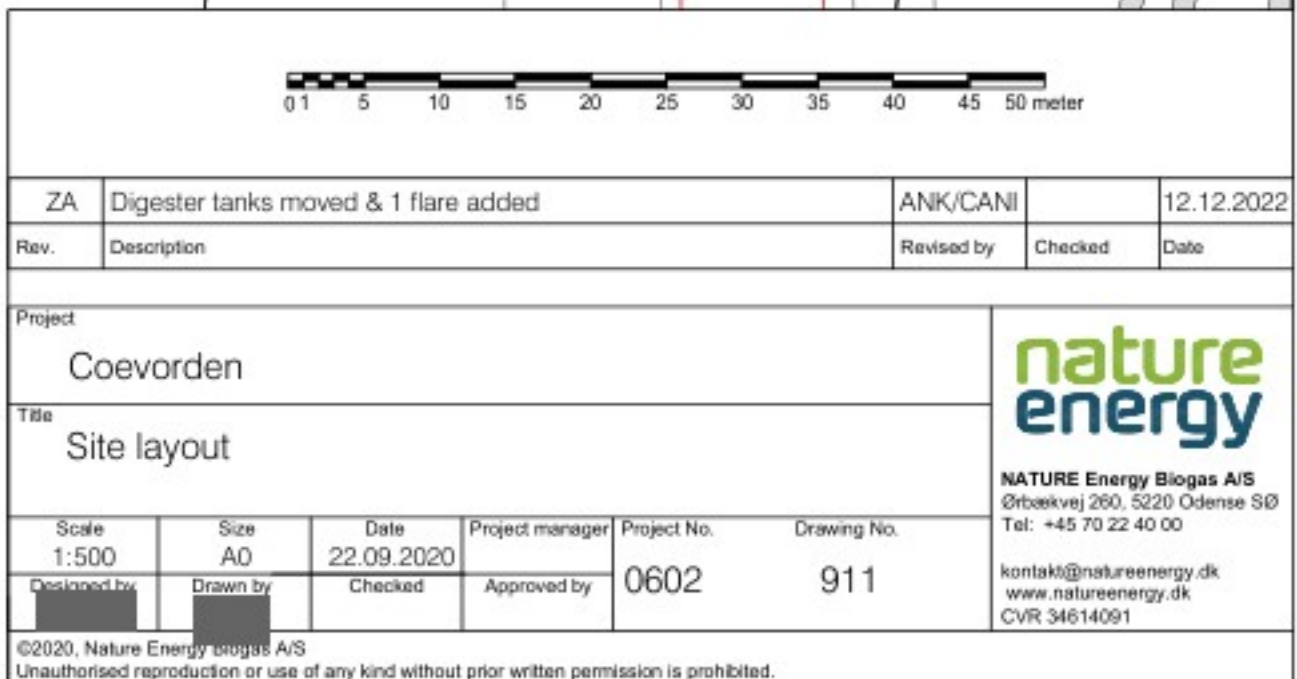 0 1 5 10 15 20 25 30 35 40 45 50 meter
ZA Digester tanks moved & 1 flare added ANK/CANI 12.12.2022
Rev. Description Revised by Checked Date
Project
Coevorden
Title
Site layout
nature
energy
NATURE Energy Biogas A/S
Ørbækvej 260, 5220 Odense SØ
Tel: +45 70 22 40 00
kontakt@natureenergy.dk
www.natureenergy.dk
CVR 34614091
Scale Size Date Project manager Project No. Drawing No.
1:500 A0 22.09.2020
0602 911
Designed by Drawn by Checked Approved by
©2020, Nature Energy Biogas A/S
Unauthorised reproduction or use of any kind without prior written permission is prohibited.